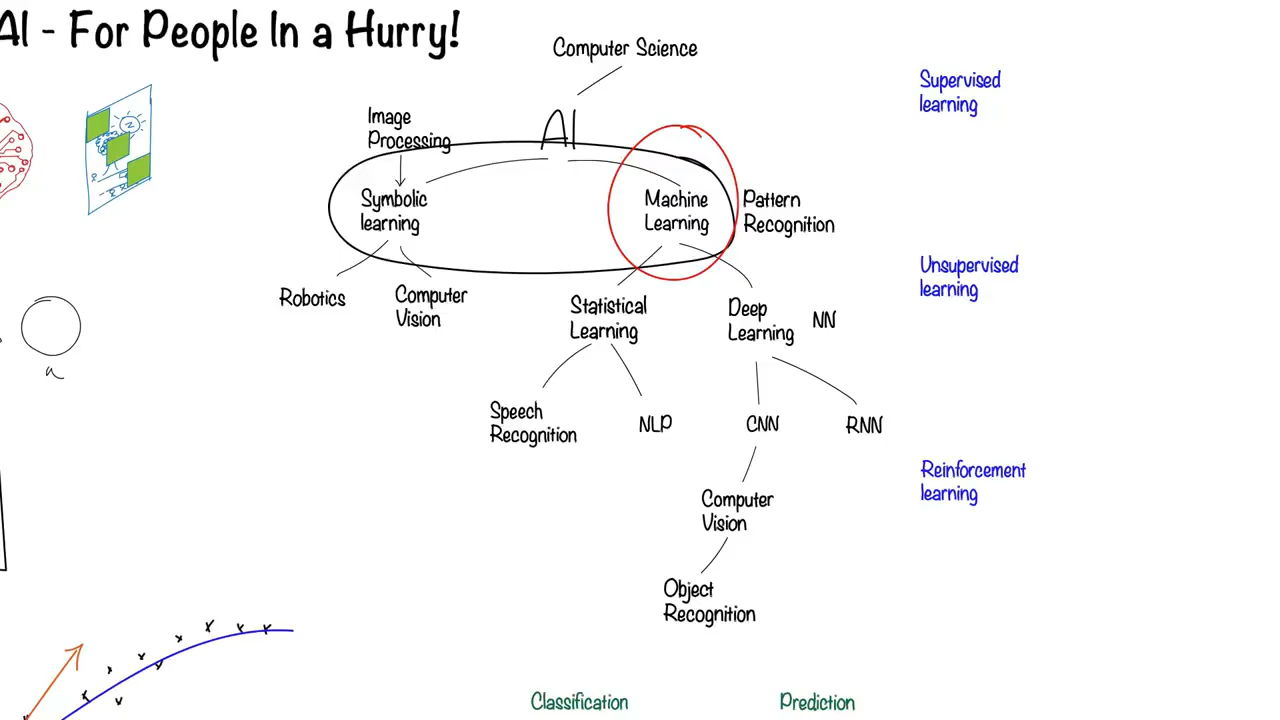 AI - For People In a Hurry!
Computer Science
Supervised
learning
AI
Image
Processing
Symbolic
learning
Machine
Learning
Pattern
Recognition
Unsupervised
learning
Robotics
Computer
Vision
Statistical
Learning
Deep
Learning
NN
a
Speech
Recognition
NLP
CNN
RNN
Reinforcement
learning
Computer
Vision
Object
Recognition
Classification
Prediction